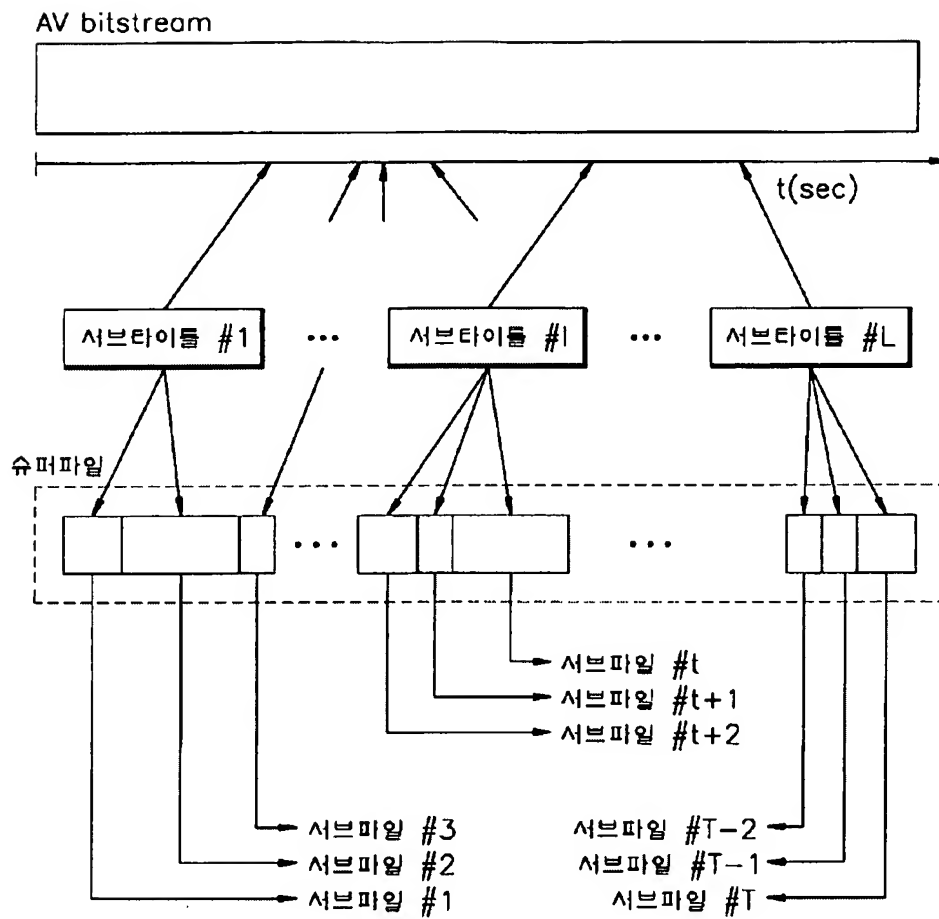 AV bitstream
t(sec)
서브타이틀 #1
•••
서브타이틀 #l
•••
서브타이틀 #L
슈퍼파일
•••
•••
서브파일 #t
서브파일 #t+1
서브파일 #t+2
서브파일 #3
서브파일 #2
서브파일 #1
서브파일 #T-2
서브파일 #T-1
서브파일 #T